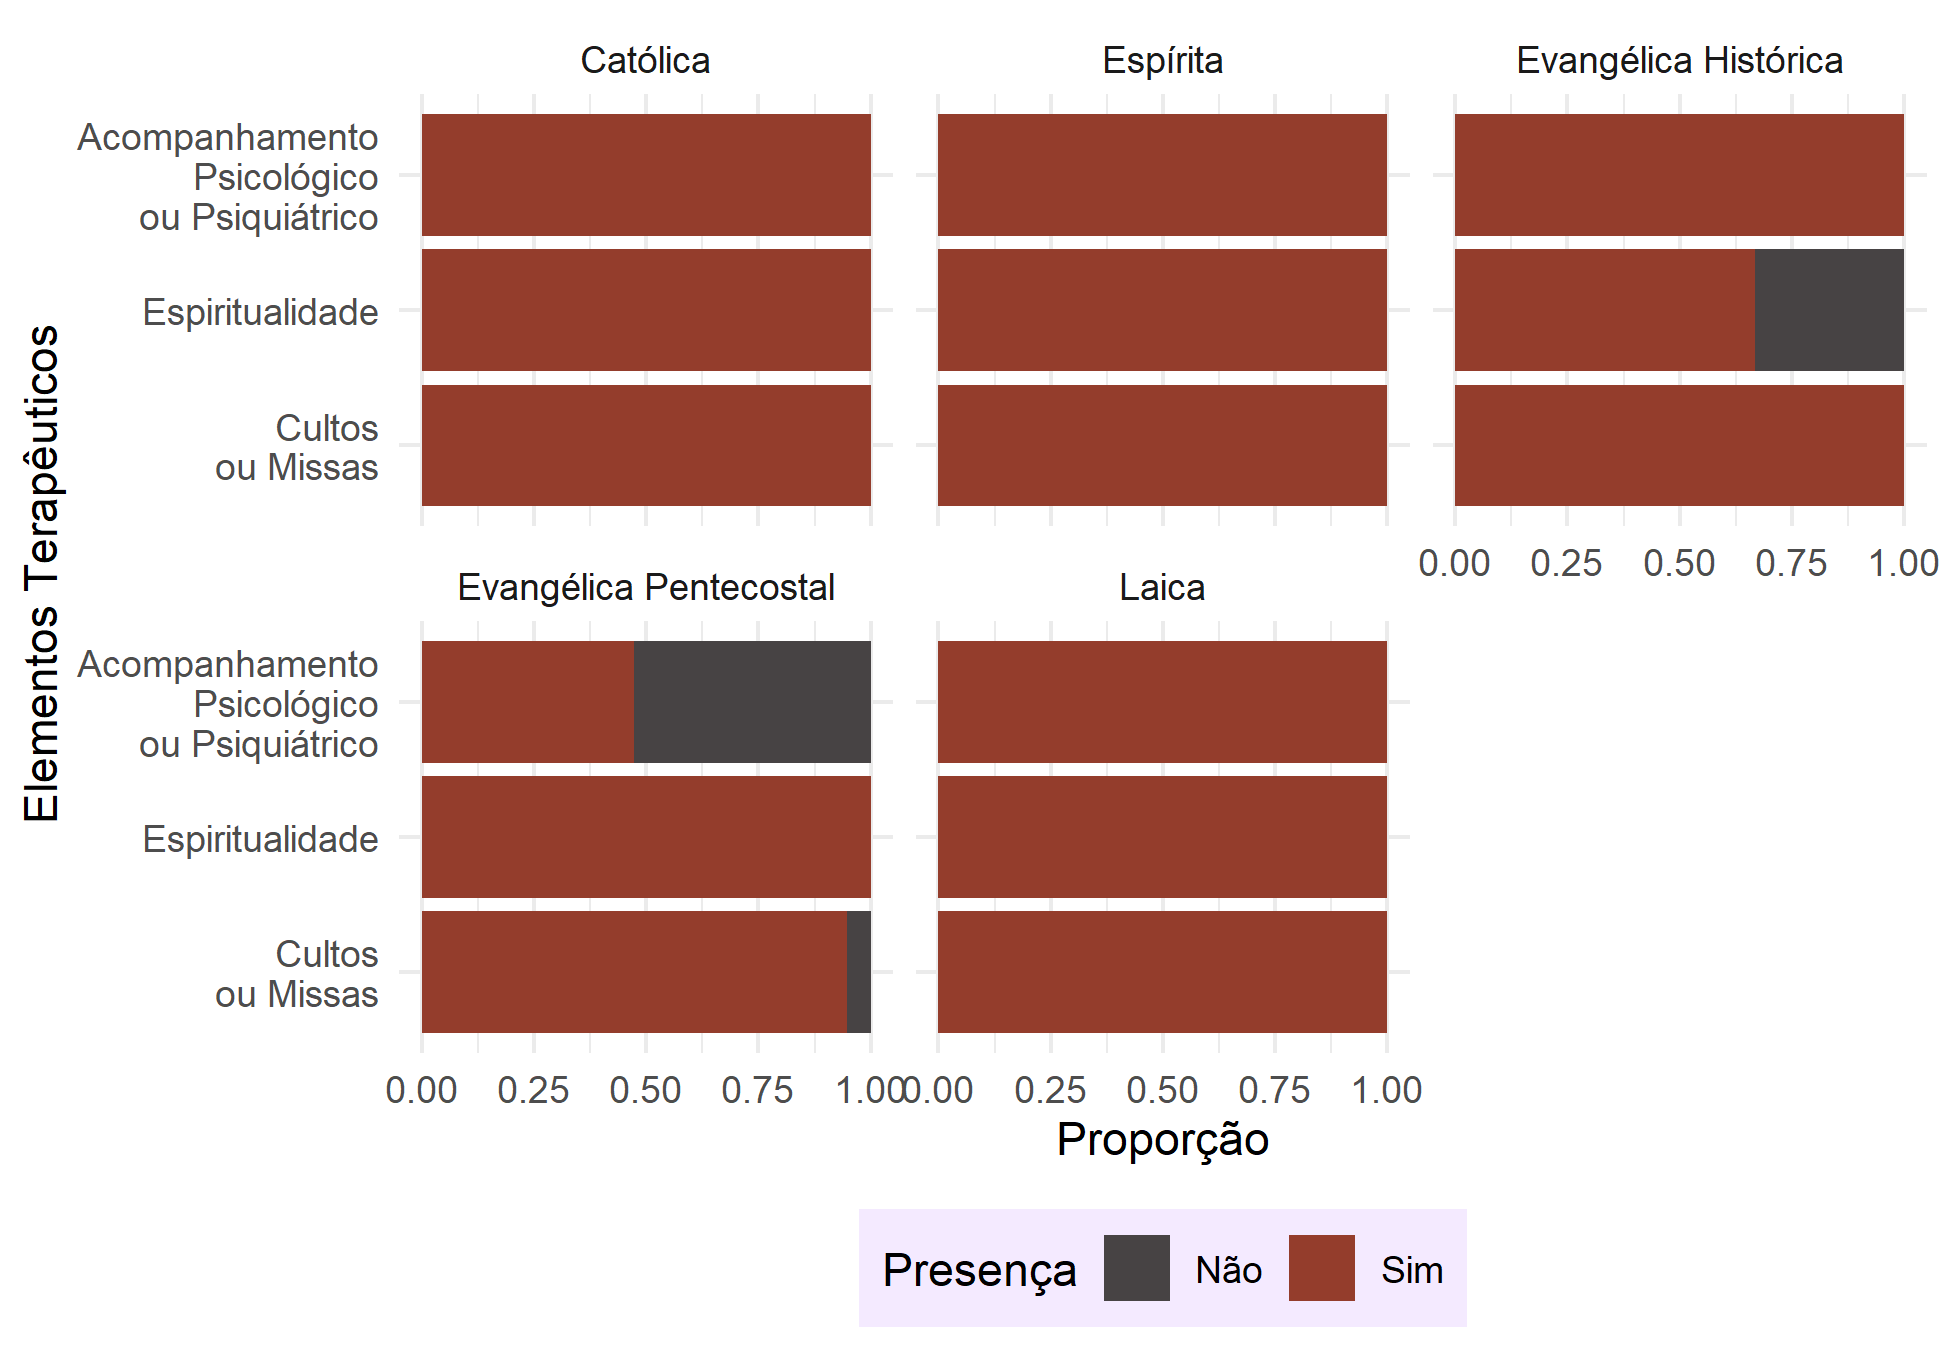 Católica
Espírita
Evangélica Histórica
Acompanhamento
Psicológico
ou Psiquiátrico
Espiritualidade
Cultos
ou Missas
0.00 0.25 0.50 0.75 1.00
Elementos Terapêuticos
Evangélica Pentecostal
Laica
Acompanhamento
Psicológico
ou Psiquiátrico
Espiritualidade
Cultos
ou Missas
0.00 0.25 0.50 0.75 1.00
0.00 0.25 0.50 0.75 1.00
Proporção
Presença Não Sim